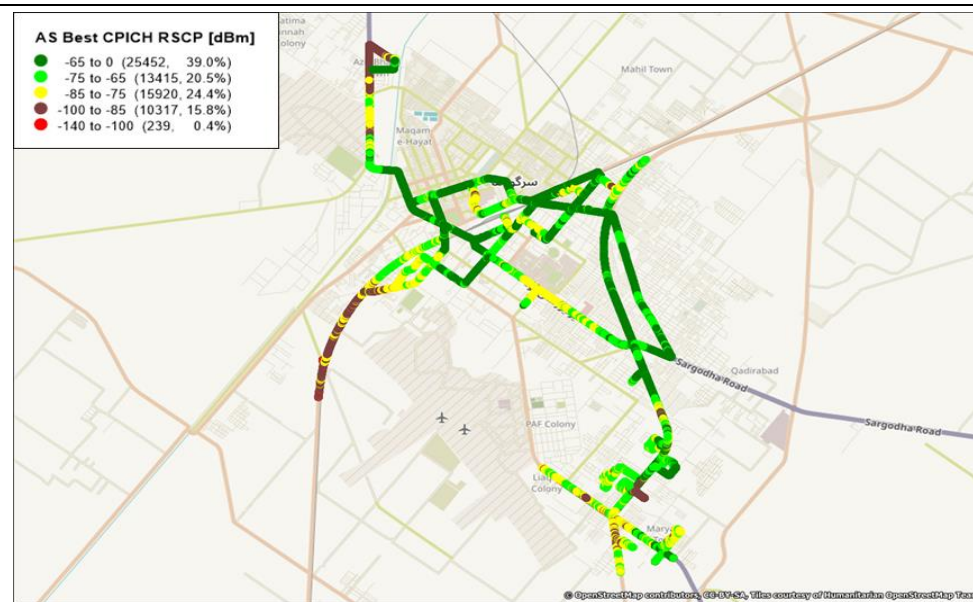 AS Best CPICH RSCP [dBm]
-65 to 0 (25452, 39.0%)
-75 to -65 (13415, 20.5%)
-85 to -75 (15920, 24.4%)
-100 to -85 (10317, 15.8%)
-140 to -100 (239, 0.4%)
Colony
Mahil Town
Maqam
e-Hayat
Sargodha Road
Qadirabad
Sargodha Road
PAF Colony
Colony
© OpenStreetMap contributors, CC-BY-SA, Tiles courtesy of Humanitarian OpenStreetMap Tea